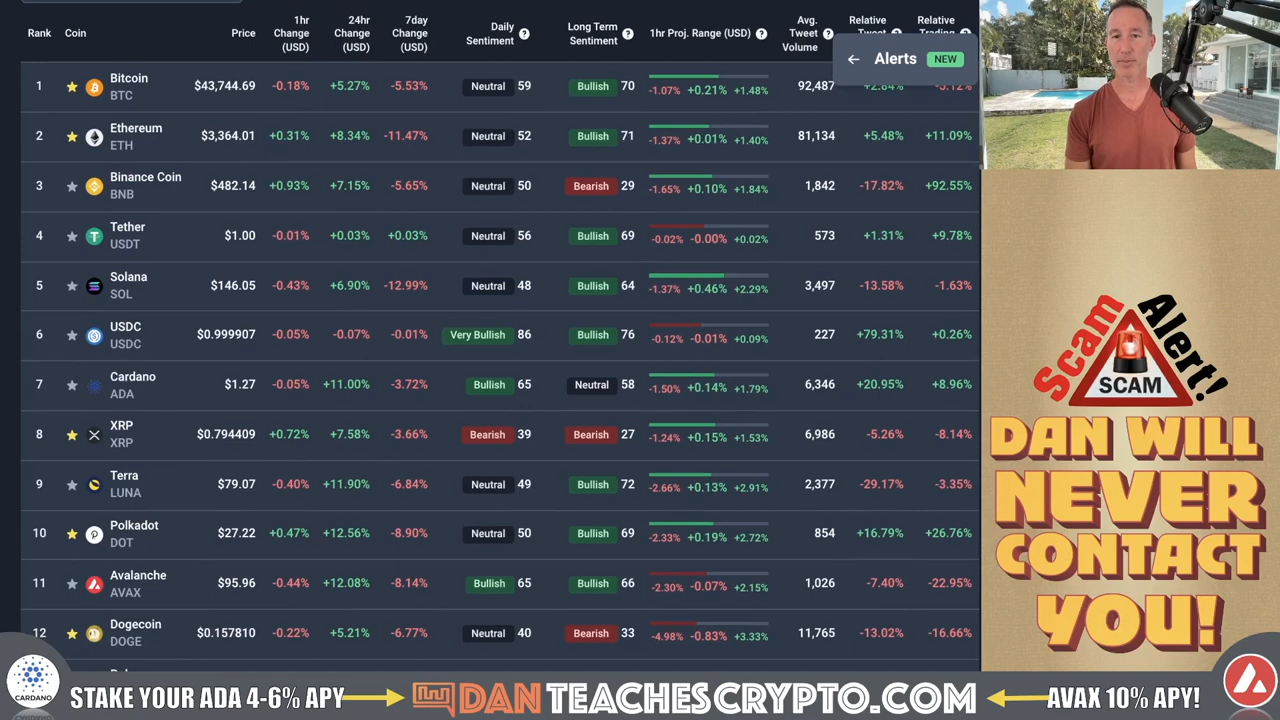 Rank Coin Price 1hr Change (USD) 24hr Change (USD) 7day Change (USD) Daily Sentiment ? Long Term Sentiment ? 1hr Proj. Range (USD) ? Avg. Tweet Volume Relative Relative
← Alerts NEW
1 Bitcoin BTC $43,744.69 -0.18% +5.27% -5.53% Neutral 59 Bullish 70 -1.07% +0.21% +1.48% 92,487 +2.84% -5.12%
2 Ethereum ETH $3,364.01 +0.31% +8.34% -11.47% Neutral 52 Bullish 71 -1.37% +0.01% +1.40% 81,134 +5.48% +11.09%
3 Binance Coin BNB $482.14 +0.93% +7.15% -5.65% Neutral 50 Bearish 29 -1.65% +0.10% +1.84% 1,842 -17.82% +92.55%
4 Tether USDT $1.00 -0.01% +0.03% +0.03% Neutral 56 Bullish 69 -0.02% -0.00% +0.02% 573 +1.31% +9.78%
5 Solana SOL $146.05 -0.43% +6.90% -12.99% Neutral 48 Bullish 64 -1.37% +0.46% +2.29% 3,497 -13.58% -1.63%
6 USDC USDC $0.999907 -0.05% -0.07% -0.01% Very Bullish 86 Bullish 76 -0.12% -0.01% +0.09% 227 +79.31% +0.26%
7 Cardano ADA $1.27 -0.05% +11.00% -3.72% Bullish 65 Neutral 58 -1.50% +0.14% +1.79% 6,346 +20.95% +8.96%
8 XRP XRP $0.794409 +0.72% +7.58% -3.66% Bearish 39 Bearish 27 -1.24% +0.15% +1.53% 6,986 -5.26% -8.14%
9 Terra LUNA $79.07 -0.40% +11.90% -6.84% Neutral 49 Bullish 72 -2.66% +0.13% +2.91% 2,377 -29.17% -3.35%
10 Polkadot DOT $27.22 +0.47% +12.56% -8.90% Neutral 50 Bullish 69 -2.33% +0.19% +2.72% 854 +16.79% +26.76%
11 Avalanche AVAX $95.96 -0.44% +12.08% -8.14% Bullish 65 Bullish 66 -2.30% -0.07% +2.15% 1,026 -7.40% -22.95%
12 Dogecoin DOGE $0.157810 -0.22% +5.21% -6.77% Neutral 40 Bearish 33 -4.98% -0.83% +3.33% 11,765 -13.02% -16.66%
Scam Alert!
SCAM
DAN WILL
NEVER
CONTACT
YOU!
CARDANO
STAKE YOUR ADA 4-6% APY
DAN TEACHESCRYPTO.COM
AVAX 10% APY!